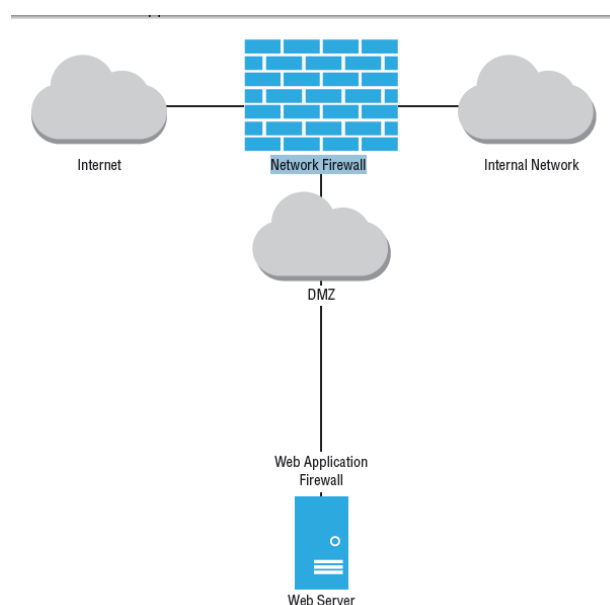 Internet
Network Firewall
Internal Network
DMZ
Web Application
Firewall
Web Server